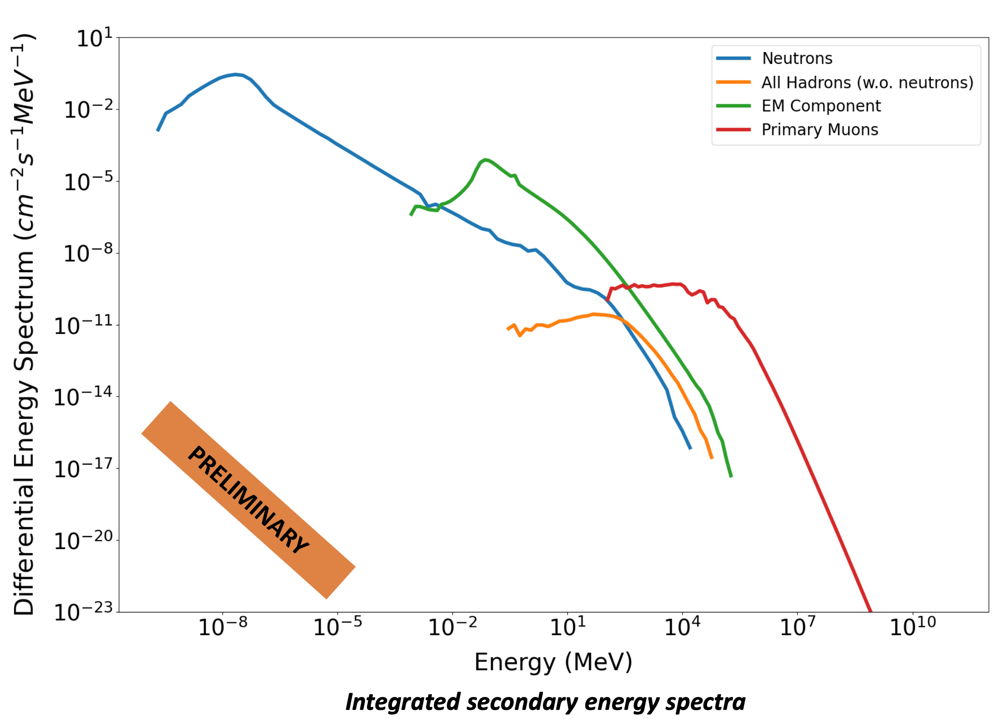 Differential Energy Spectrum (cm⁻²s⁻¹MeV⁻¹)
10¹
10⁻²
10⁻⁵
10⁻⁸
10⁻¹¹
10⁻¹⁴
10⁻¹⁷
10⁻²⁰
10⁻²³
Neutrons
All Hadrons (w.o. neutrons)
EM Component
Primary Muons
PRELIMINARY
10⁻⁸
10⁻⁵
10⁻²
10¹
10⁴
10⁷
10¹⁰
Energy (MeV)
Integrated secondary energy spectra